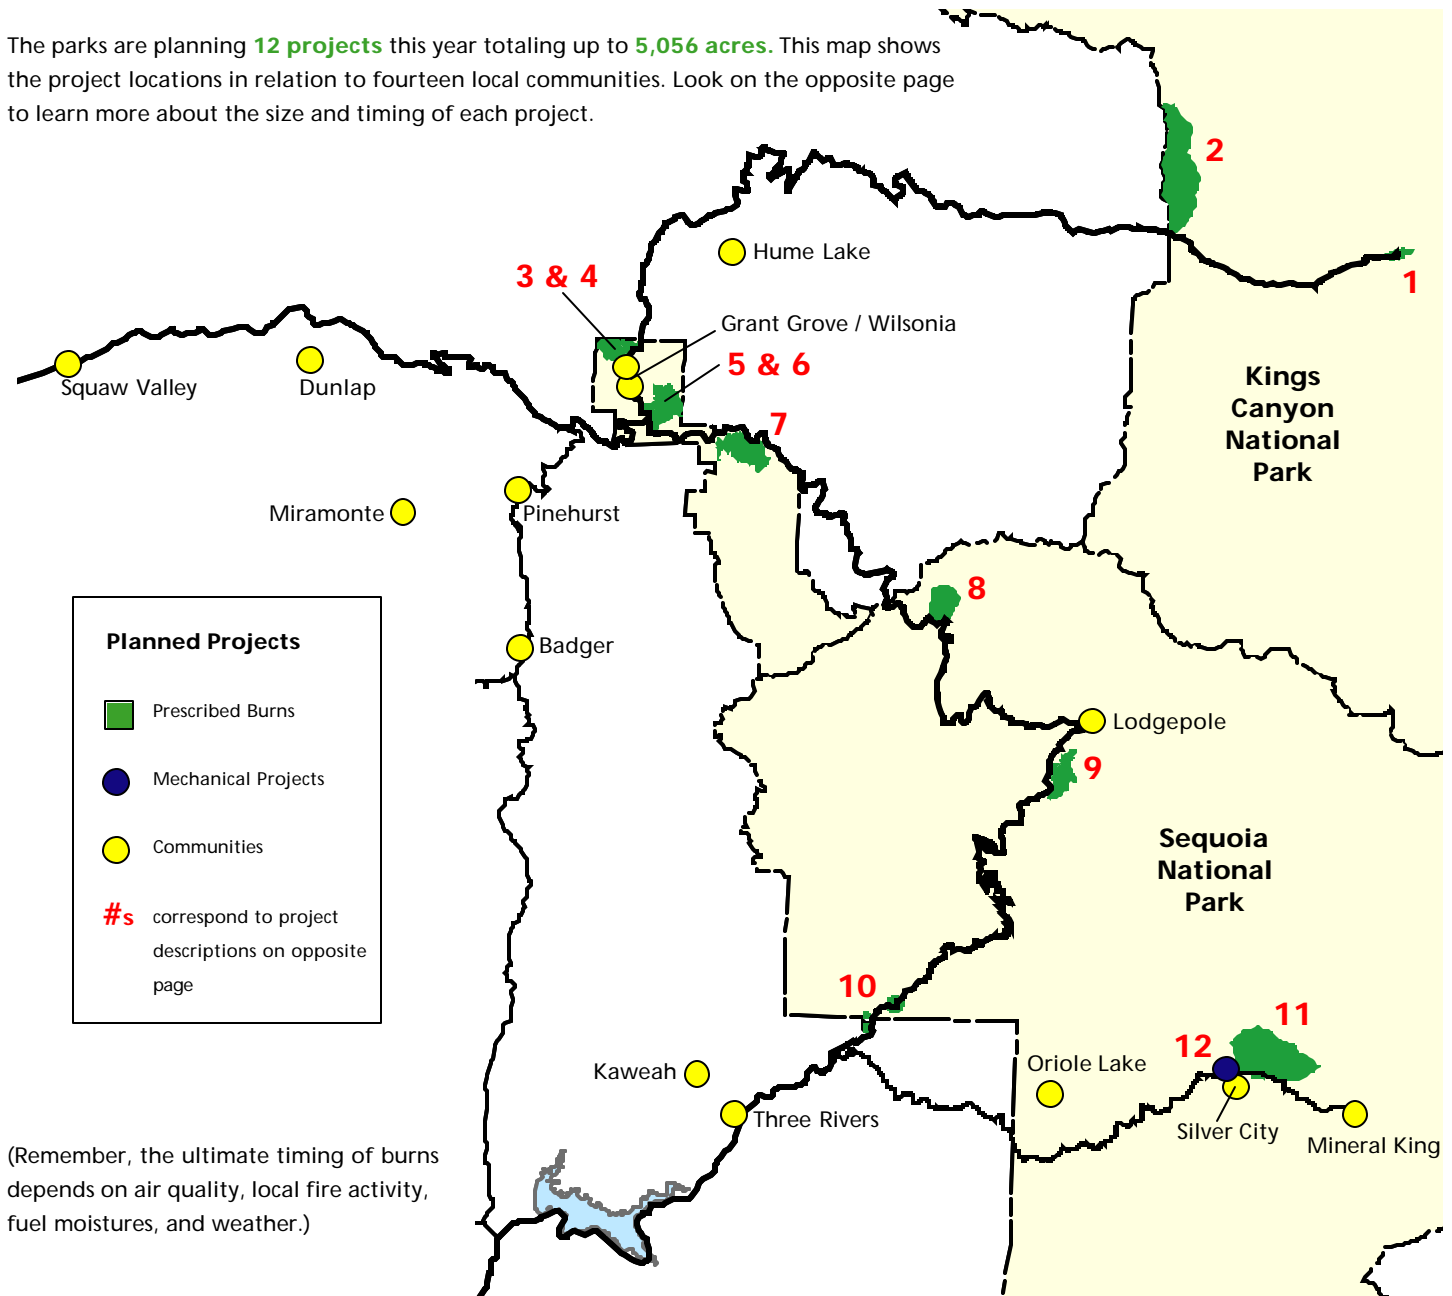 The parks are planning 12 projects this year totaling up to 5,056 acres. This map shows
the project locations in relation to fourteen local communities. Look on the opposite page
to learn more about the size and timing of each project.
2
Hume Lake
3 & 4
1
Grant Grove / Wilsonia
5 & 6
Squaw Valley
Dunlap
Kings
Canyon
National
Park
7
Miramonte
Pinehurst
8
Planned Projects
Prescribed Burns
Mechanical Projects
Communities
#s correspond to project
descriptions on opposite
page
Badger
Lodgepole
9
Sequoia
National
Park
10
11
12
Kaweah
Oriole Lake
Three Rivers
Silver City
Mineral King
(Remember, the ultimate timing of burns
depends on air quality, local fire activity,
fuel moistures, and weather.)